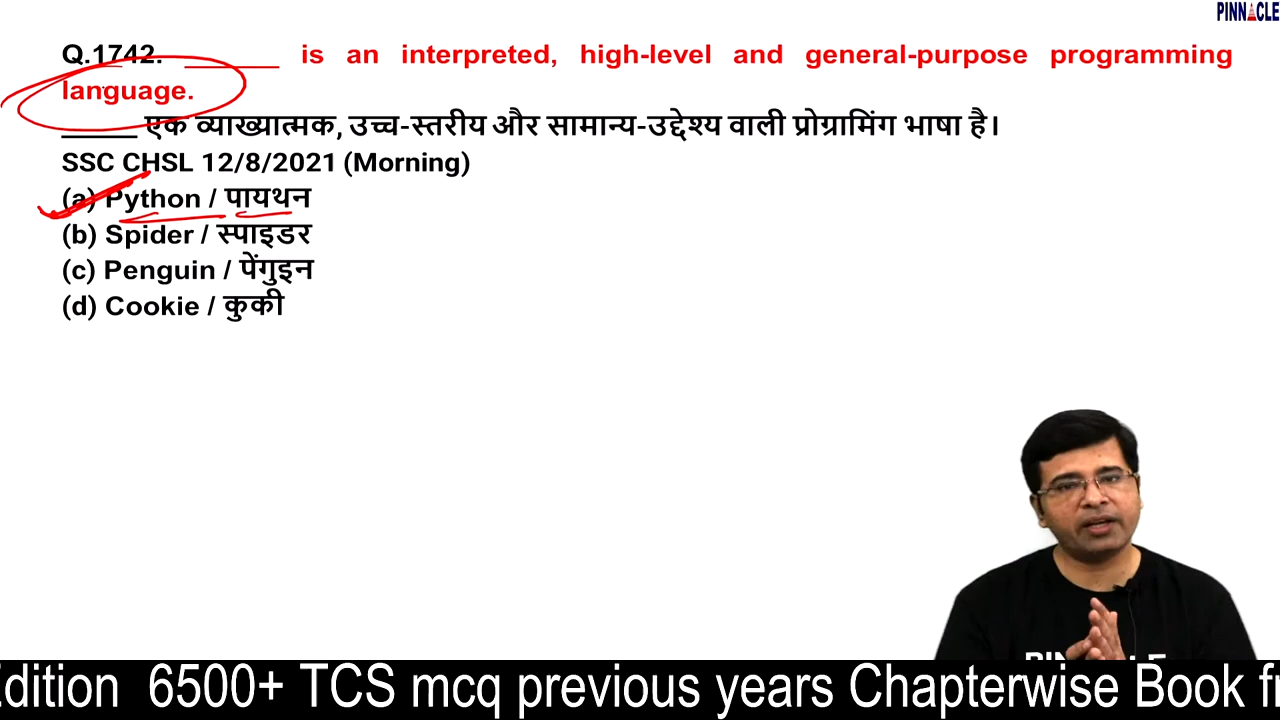 PINNACLE
Q.1742. ______ is an interpreted, high-level and general-purpose programming
language.
_____ एक व्याख्यात्मक, उच्च-स्तरीय और सामान्य-उद्देश्य वाली प्रोग्रामिंग भाषा है।
SSC CHSL 12/8/2021 (Morning)
(a) Python / पायथन
(b) Spider / स्पाइडर
(c) Penguin / पेंगुइन
(d) Cookie / कुकी
Edition 6500+ TCS mcq previous years Chapterwise Book